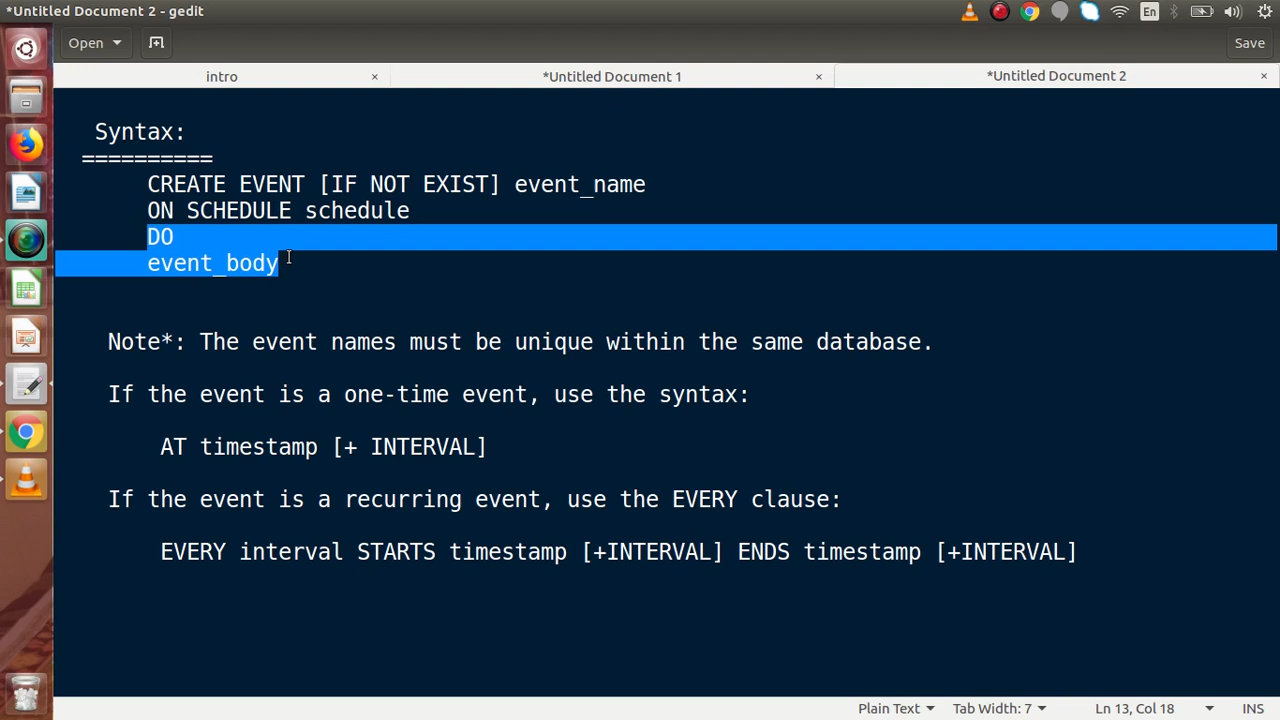 *Untitled Document 2 - gedit
En
Open
Save
intro
*Untitled Document 1
*Untitled Document 2
Syntax:
==========
CREATE EVENT [IF NOT EXIST] event_name
ON SCHEDULE schedule
DO
event_body
Note*: The event names must be unique within the same database.
If the event is a one-time event, use the syntax:
AT timestamp [+ INTERVAL]
If the event is a recurring event, use the EVERY clause:
EVERY interval STARTS timestamp [+INTERVAL] ENDS timestamp [+INTERVAL]
Plain Text
Tab Width: 7
Ln 13, Col 18
INS